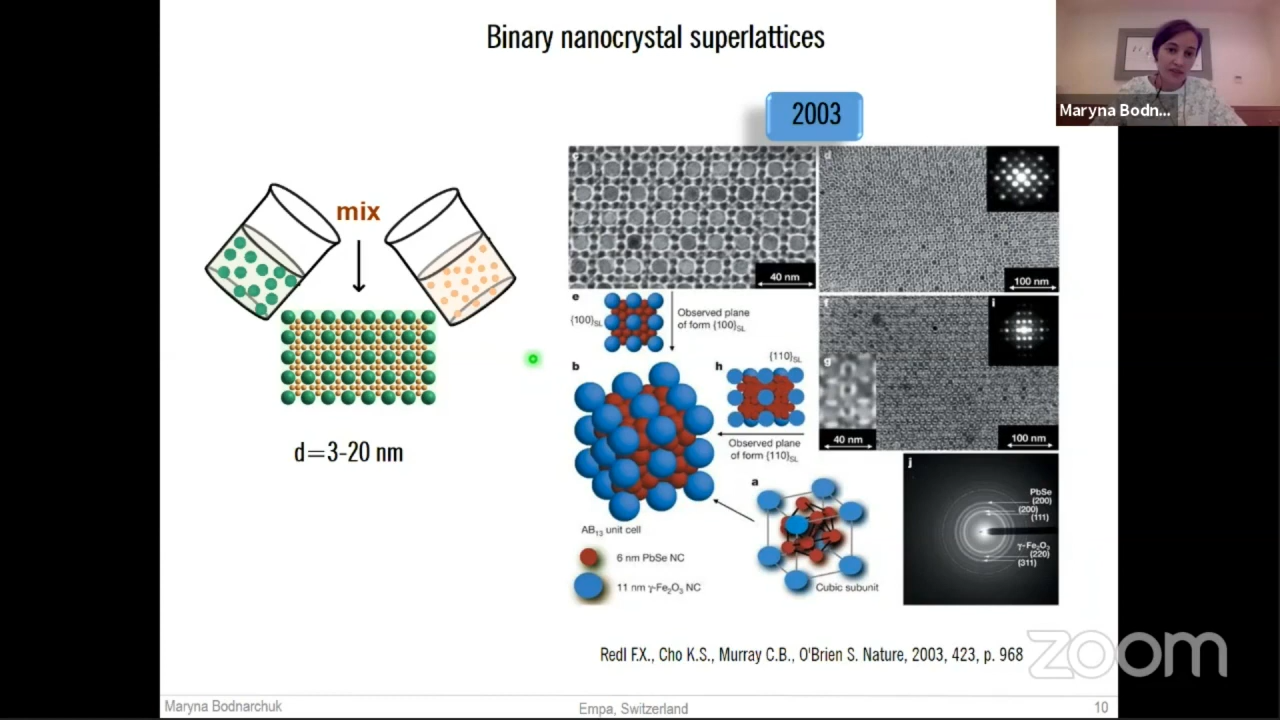 Binary nanocrystal superlattices
Maryna Bodn...
2003
mix
d=3-20 nm
c
40 nm
d
100 nm
e
{100}SL
Observed plane
of form {100}SL
f
i
g
40 nm
100 nm
b
h
{110}SL
Observed plane
of form {110}SL
a
AB13 unit cell
6 nm PbSe NC
11 nm γ-Fe2O3 NC
Cubic subunit
j
PbSe
(200)
(200)
(111)
γ-Fe2O3
(220)
(311)
Redl F.X., Cho K.S., Murray C.B., O'Brien S. Nature, 2003, 423, p. 968
zoom
Maryna Bodnarchuk
Empa, Switzerland
10